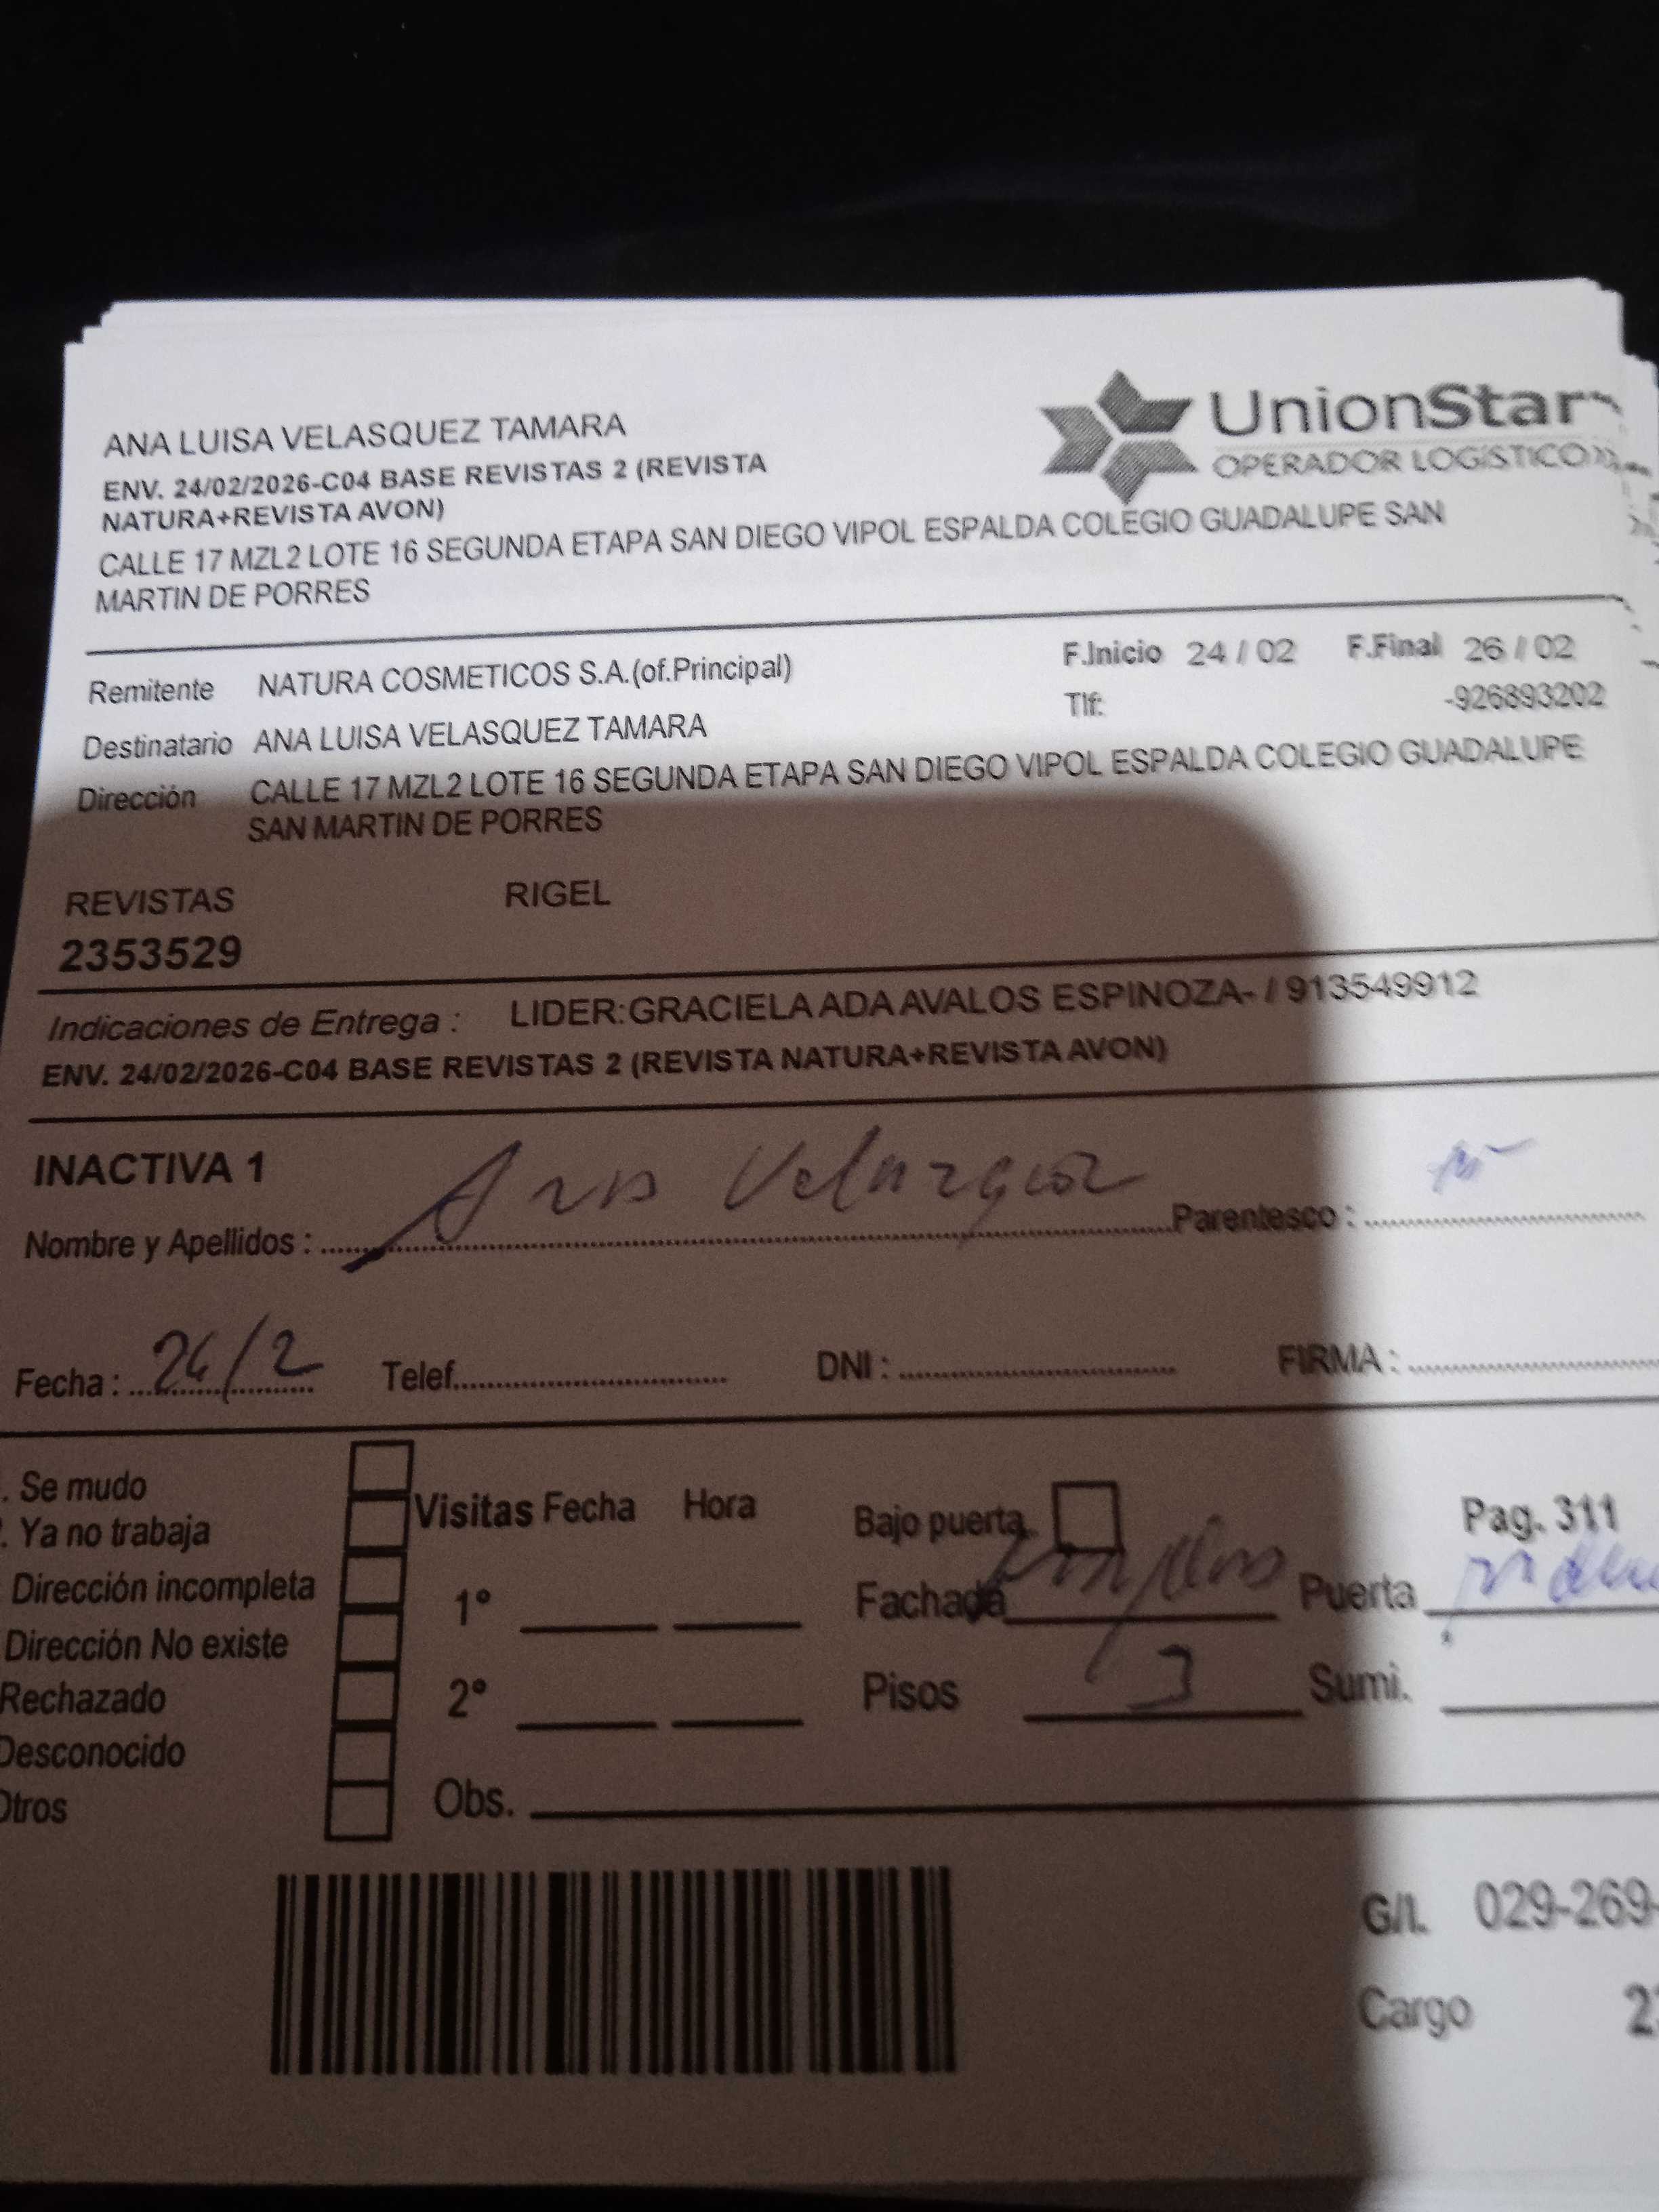 ANA LUISA VELASQUEZ TAMARA
UnionStar
OPERADOR LOGÍSTICO
ENV. 24/02/2026-C04 BASE REVISTAS 2 (REVISTA
NATURA+REVISTA AVON)
CALLE 17 MZL2 LOTE 16 SEGUNDA ETAPA SAN DIEGO VIPOL ESPALDA COLEGIO GUADALUPE SAN
MARTIN DE PORRES
Remitente NATURA COSMETICOS S.A.(of.Principal) F.Inicio 24 / 02 F.Final 26 / 02
Tlf: -926893202
Destinatario ANA LUISA VELASQUEZ TAMARA
Dirección CALLE 17 MZL2 LOTE 16 SEGUNDA ETAPA SAN DIEGO VIPOL ESPALDA COLEGIO GUADALUPE
SAN MARTIN DE PORRES
REVISTAS RIGEL
2353529
Indicaciones de Entrega : LIDER:GRACIELA ADA AVALOS ESPINOZA- / 913549912
ENV. 24/02/2026-C04 BASE REVISTAS 2 (REVISTA NATURA+REVISTA AVON)
INACTIVA 1
Nombre y Apellidos : Ana Parentesco :
Fecha : Telef. DNI : FIRMA :
. Se mudo
. Ya no trabaja
Dirección incompleta
Dirección No existe
Rechazado
Desconocido
Otros
Visitas Fecha Hora
1°
2°
Obs.
Bajo puerta Pag. 311
Fachada Puerta
Pisos 3 Sumi.
G/I. 029-269-
Cargo